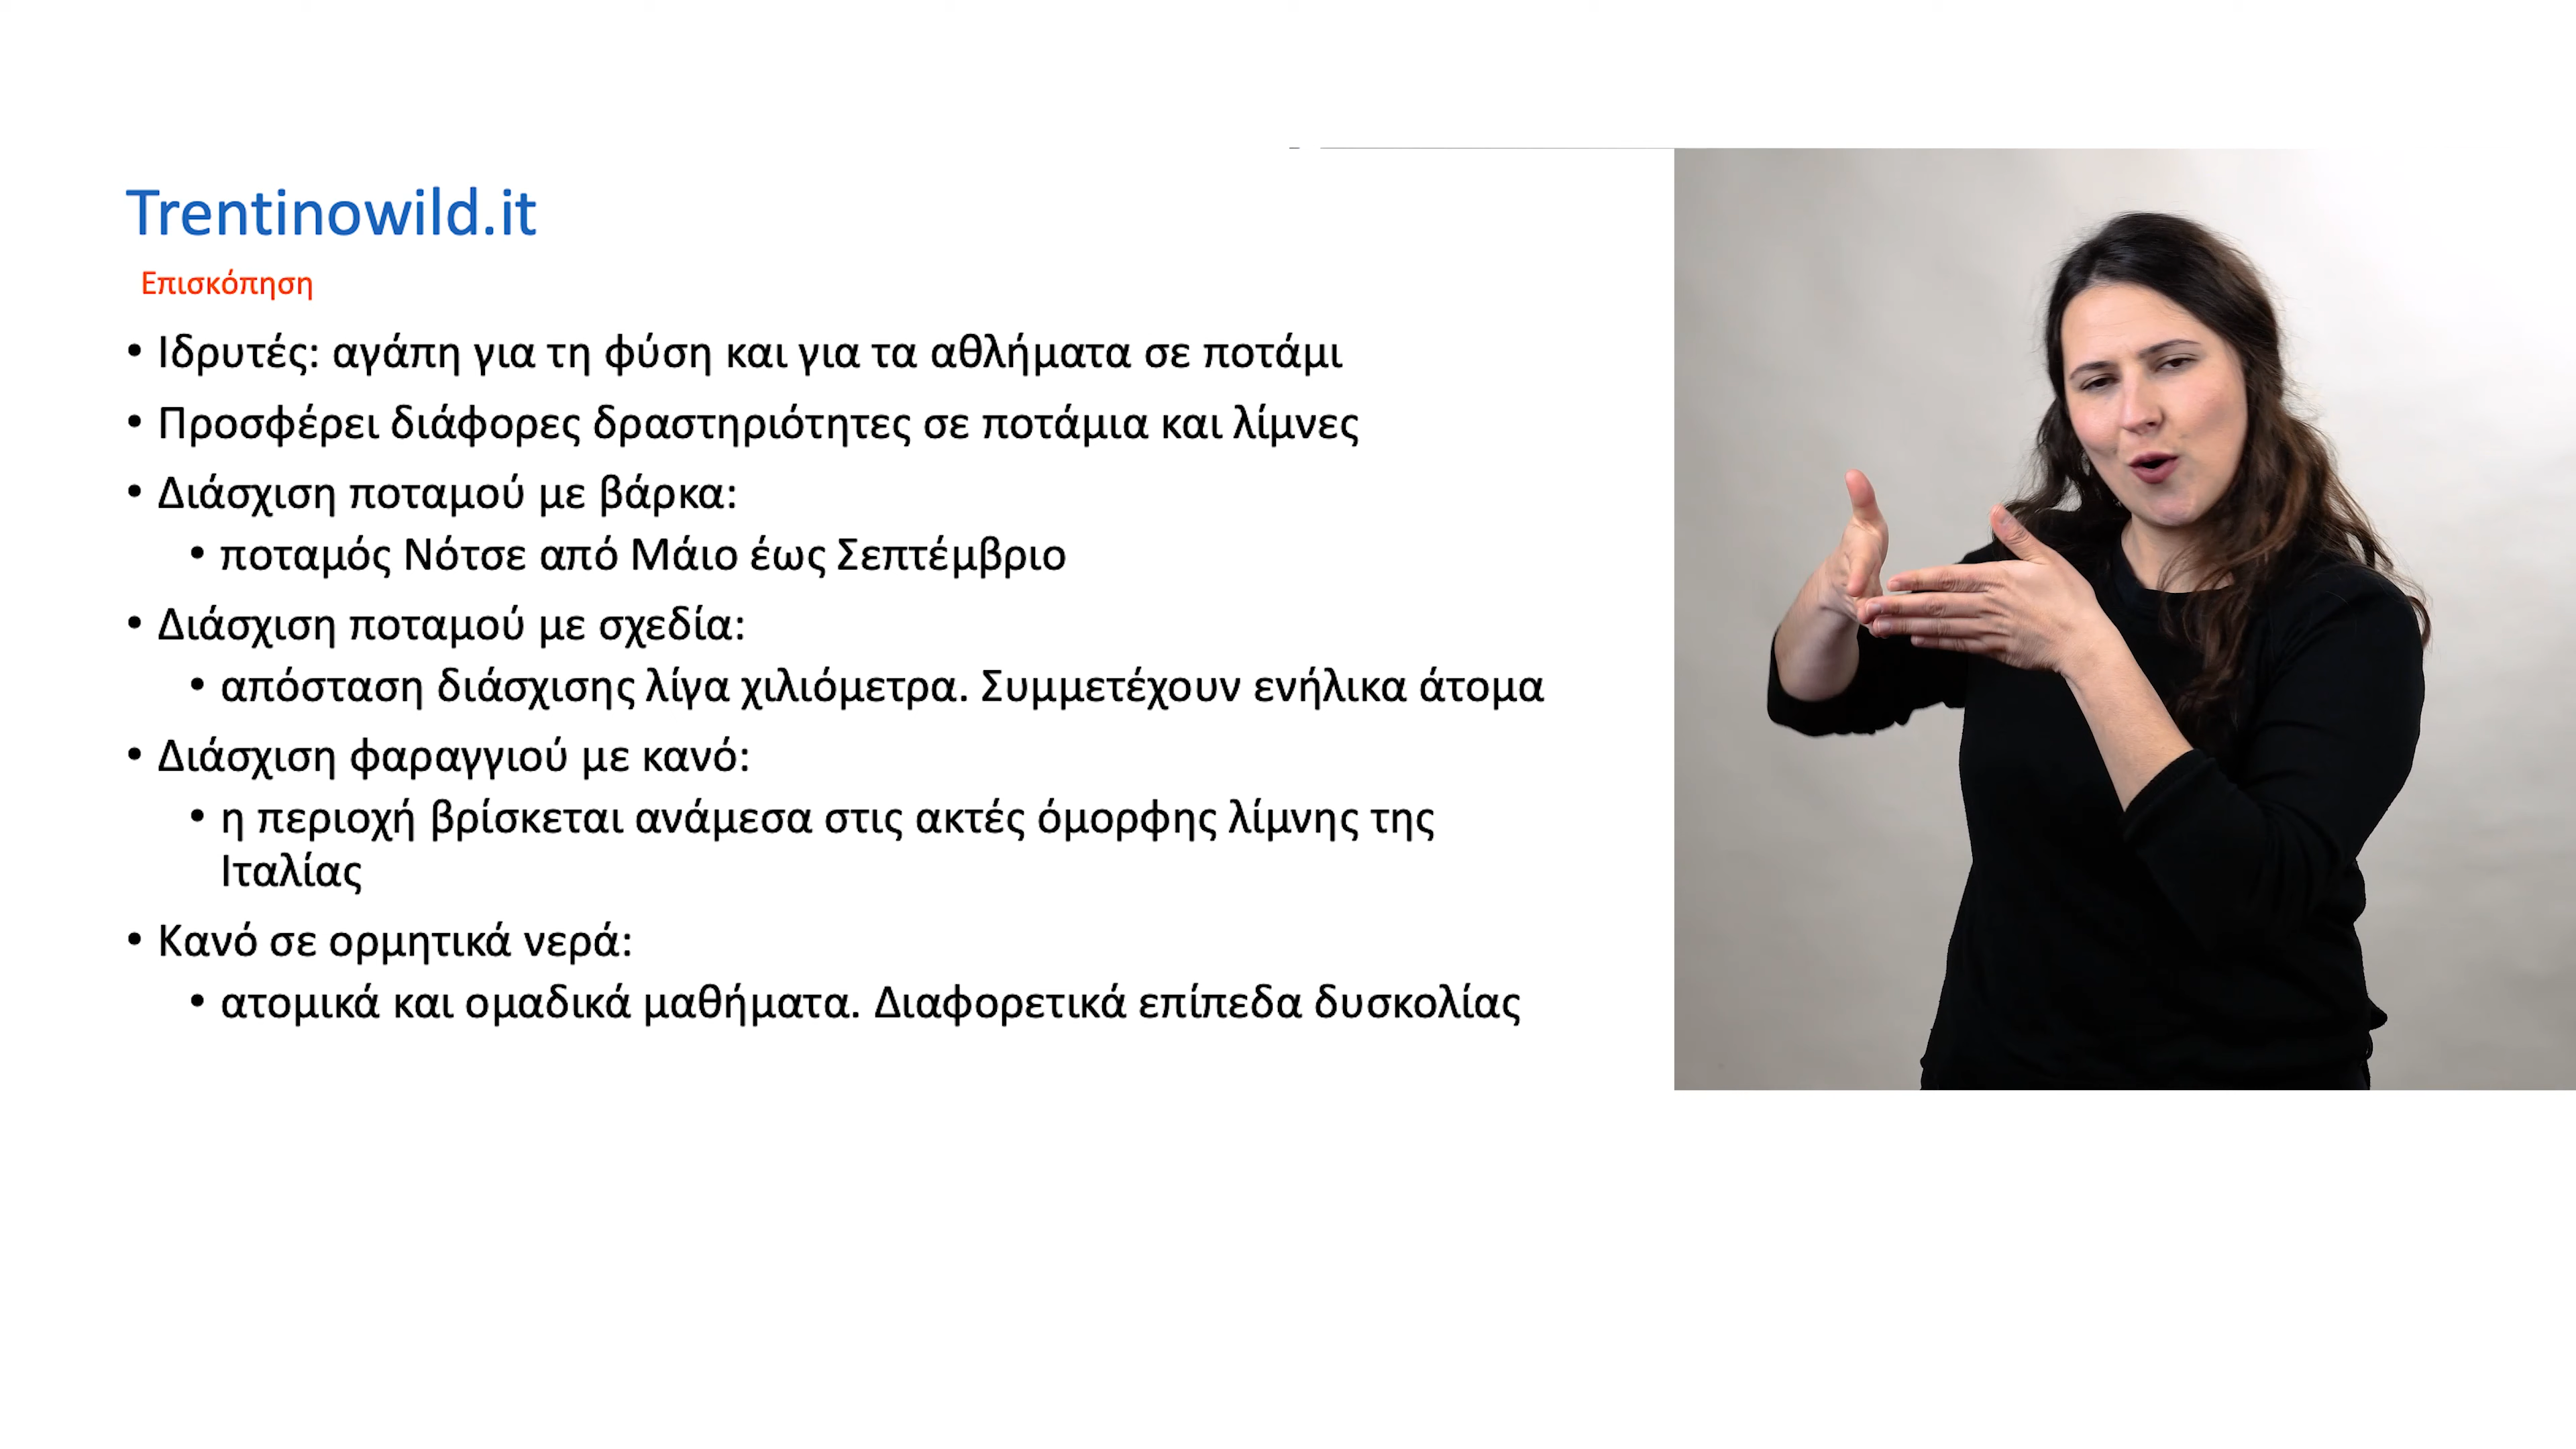 Trentinowild.it
Επισκόπηση
• Ιδρυτές: αγάπη για τη φύση και για τα αθλήματα σε ποτάμι
• Προσφέρει διάφορες δραστηριότητες σε ποτάμια και λίμνες
• Διάσχιση ποταμού με βάρκα:
• ποταμός Νότσε από Μάιο έως Σεπτέμβριο
• Διάσχιση ποταμού με σχεδία:
• απόσταση διάσχισης λίγα χιλιόμετρα. Συμμετέχουν ενήλικα άτομα
• Διάσχιση φαραγγιού με κανό:
• η περιοχή βρίσκεται ανάμεσα στις ακτές όμορφης λίμνης της
Ιταλίας
• Κανό σε ορμητικά νερά:
• ατομικά και ομαδικά μαθήματα. Διαφορετικά επίπεδα δυσκολίας